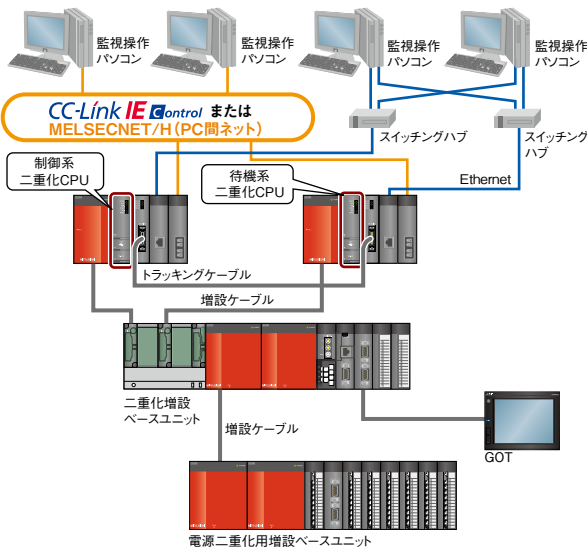 監視操作
パソコン
監視操作
パソコン
監視操作
パソコン
監視操作
パソコン
CC-Link IE Control または
MELSECNET/H(PC間ネット)
スイッチングハブ
スイッチング
ハブ
制御系
二重化CPU
待機系
二重化CPU
Ethernet
トラッキングケーブル
増設ケーブル
二重化増設
ベースユニット
増設ケーブル
GOT
電源二重化用増設ベースユニット